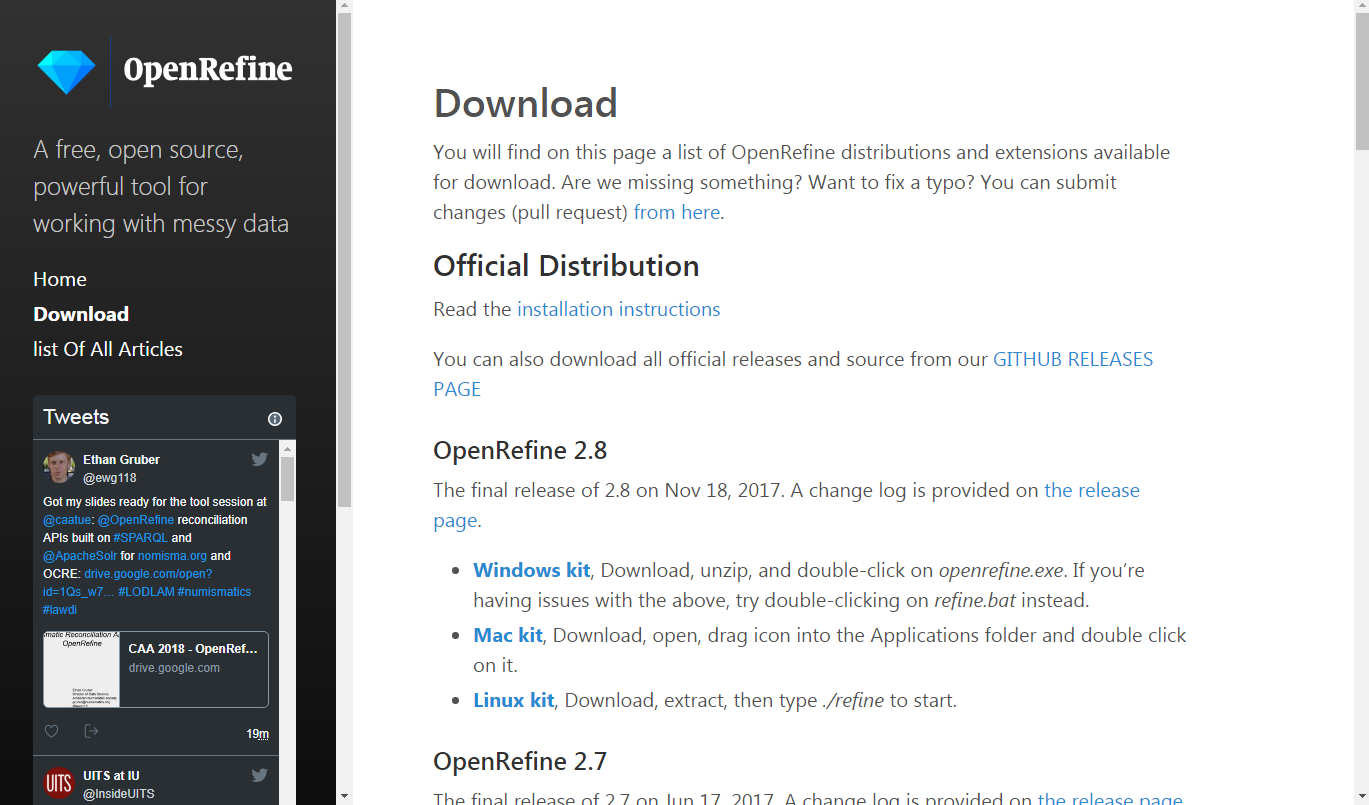 OpenRefine
A free, open source,
powerful tool for
working with messy data
Home
Download
list Of All Articles
Tweets
Ethan Gruber
@ewg118
Got my slides ready for the tool session at
@caatue: @OpenRefine reconciliation
APIs built on #SPARQL and
@ApacheSolr for nomisma.org and
OCRE: drive.google.com/open?
id=1Qs_w7… #LODLAM #numismatics
#lawdi
matic Reconciliation A
OpenRefine
Ethan Gruber
Director of Data Science
CAA 2018 - OpenRef...
drive.google.com
19m
UITS
UITS at IU
@InsideUITS
Download
You will find on this page a list of OpenRefine distributions and extensions available
for download. Are we missing something? Want to fix a typo? You can submit
changes (pull request) from here.
Official Distribution
Read the installation instructions
You can also download all official releases and source from our GITHUB RELEASES
PAGE
OpenRefine 2.8
The final release of 2.8 on Nov 18, 2017. A change log is provided on the release
page.
• Windows kit, Download, unzip, and double-click on openrefine.exe. If you’re
having issues with the above, try double-clicking on refine.bat instead.
• Mac kit, Download, open, drag icon into the Applications folder and double click
on it.
• Linux kit, Download, extract, then type ./refine to start.
OpenRefine 2.7
The final release of 2.7 on Jun 17, 2017. A change log is provided on the release page